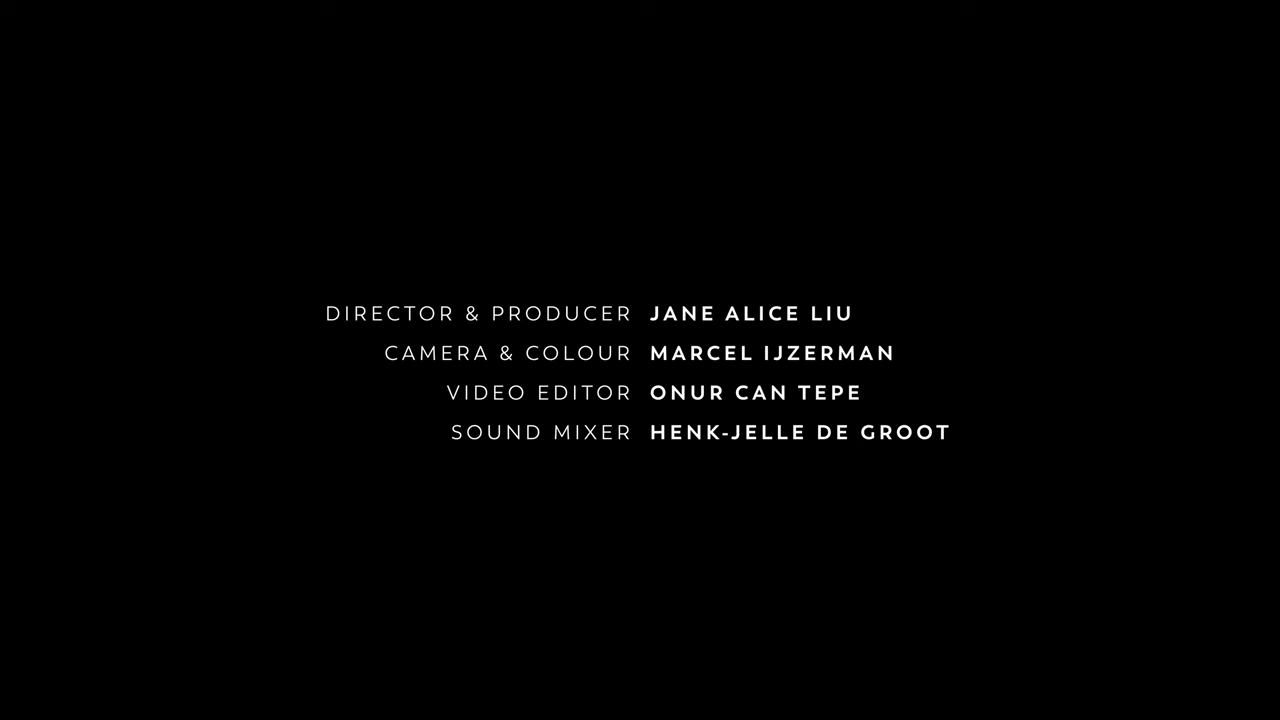 DIRECTOR & PRODUCER JANE ALICE LIU
CAMERA & COLOUR MARCEL IJZERMAN
VIDEO EDITOR ONUR CAN TEPE
SOUND MIXER HENK-JELLE DE GROOT